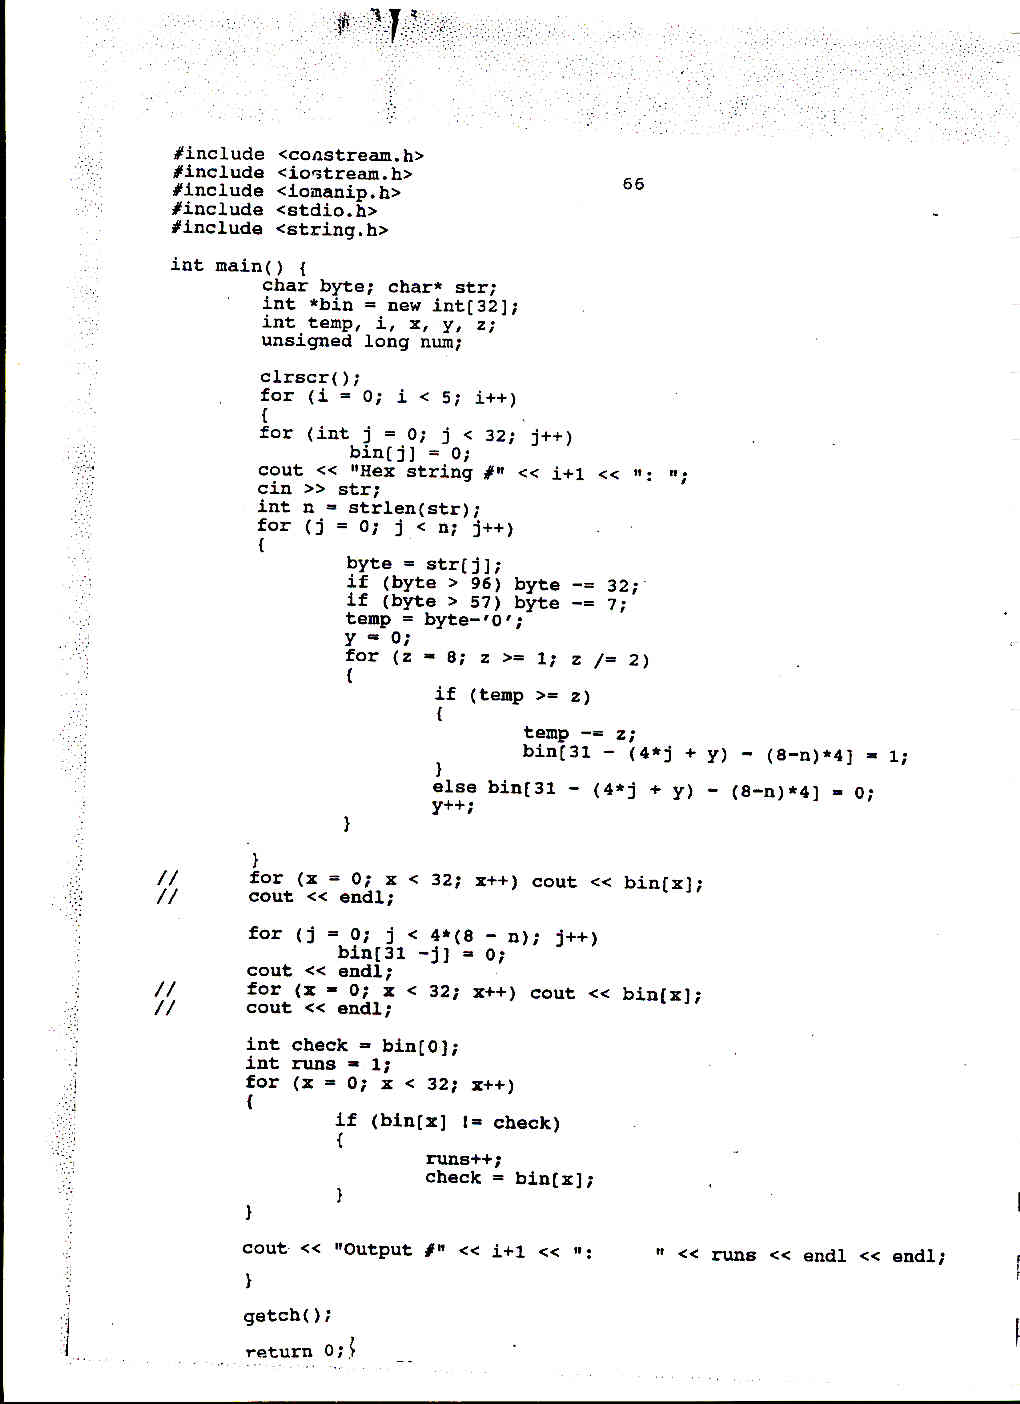 #include <constream.h>
#include <iostream.h>
#include <iomanip.h>
#include <stdio.h>
#include <string.h>
66
int main() {
char byte; char* str;
int *bin = new int[32];
int temp, i, x, y, z;
unsigned long num;
clrscr();
for (i = 0; i < 5; i++)
{
for (int j = 0; j < 32; j++)
bin[j] = 0;
cout << "Hex string #" << i+1 << ": ";
cin >> str;
int n = strlen(str);
for (j = 0; j < n; j++)
{
byte = str[j];
if (byte > 96) byte -= 32;
if (byte > 57) byte -= 7;
temp = byte-'0';
y = 0;
for (z = 8; z >= 1; z /= 2)
{
if (temp >= z)
{
temp -= z;
bin[31 - (4*j + y) - (8-n)*4] = 1;
}
else bin[31 - (4*j + y) - (8-n)*4] = 0;
y++;
}
}
// for (x = 0; x < 32; x++) cout << bin[x];
// cout << endl;
for (j = 0; j < 4*(8 - n); j++)
bin[31 -j] = 0;
cout << endl;
// for (x = 0; x < 32; x++) cout << bin[x];
// cout << endl;
int check = bin[0];
int runs = 1;
for (x = 0; x < 32; x++)
{
if (bin[x] != check)
{
runs++;
check = bin[x];
}
}
cout << "Output #" << i+1 << ":     " << runs << endl << endl;
}
getch();
return 0;}